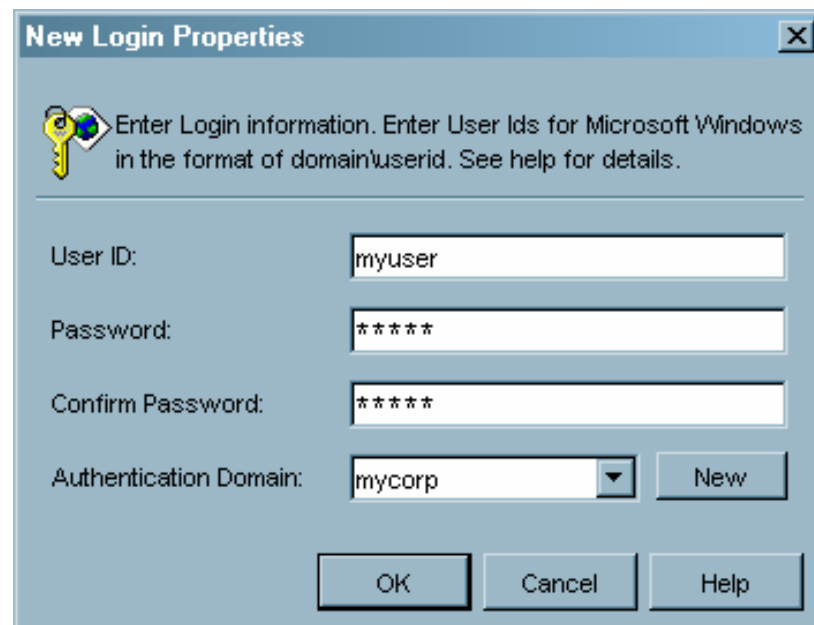 New Login Properties
Enter Login information. Enter User Ids for Microsoft Windows
in the format of domain\userid. See help for details.
User ID:
myuser
Password:
*****
Confirm Password:
*****
Authentication Domain:
mycorp
New
OK
Cancel
Help